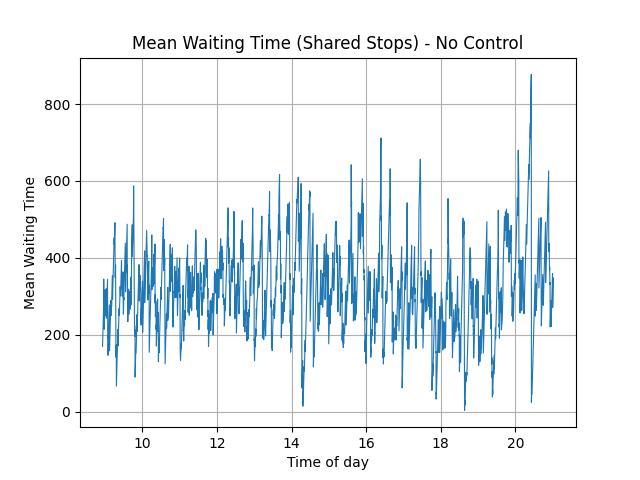 Mean Waiting Time (Shared Stops) - No Control
800
600
400
200
0
Mean Waiting Time
10 12 14 16 18 20
Time of day